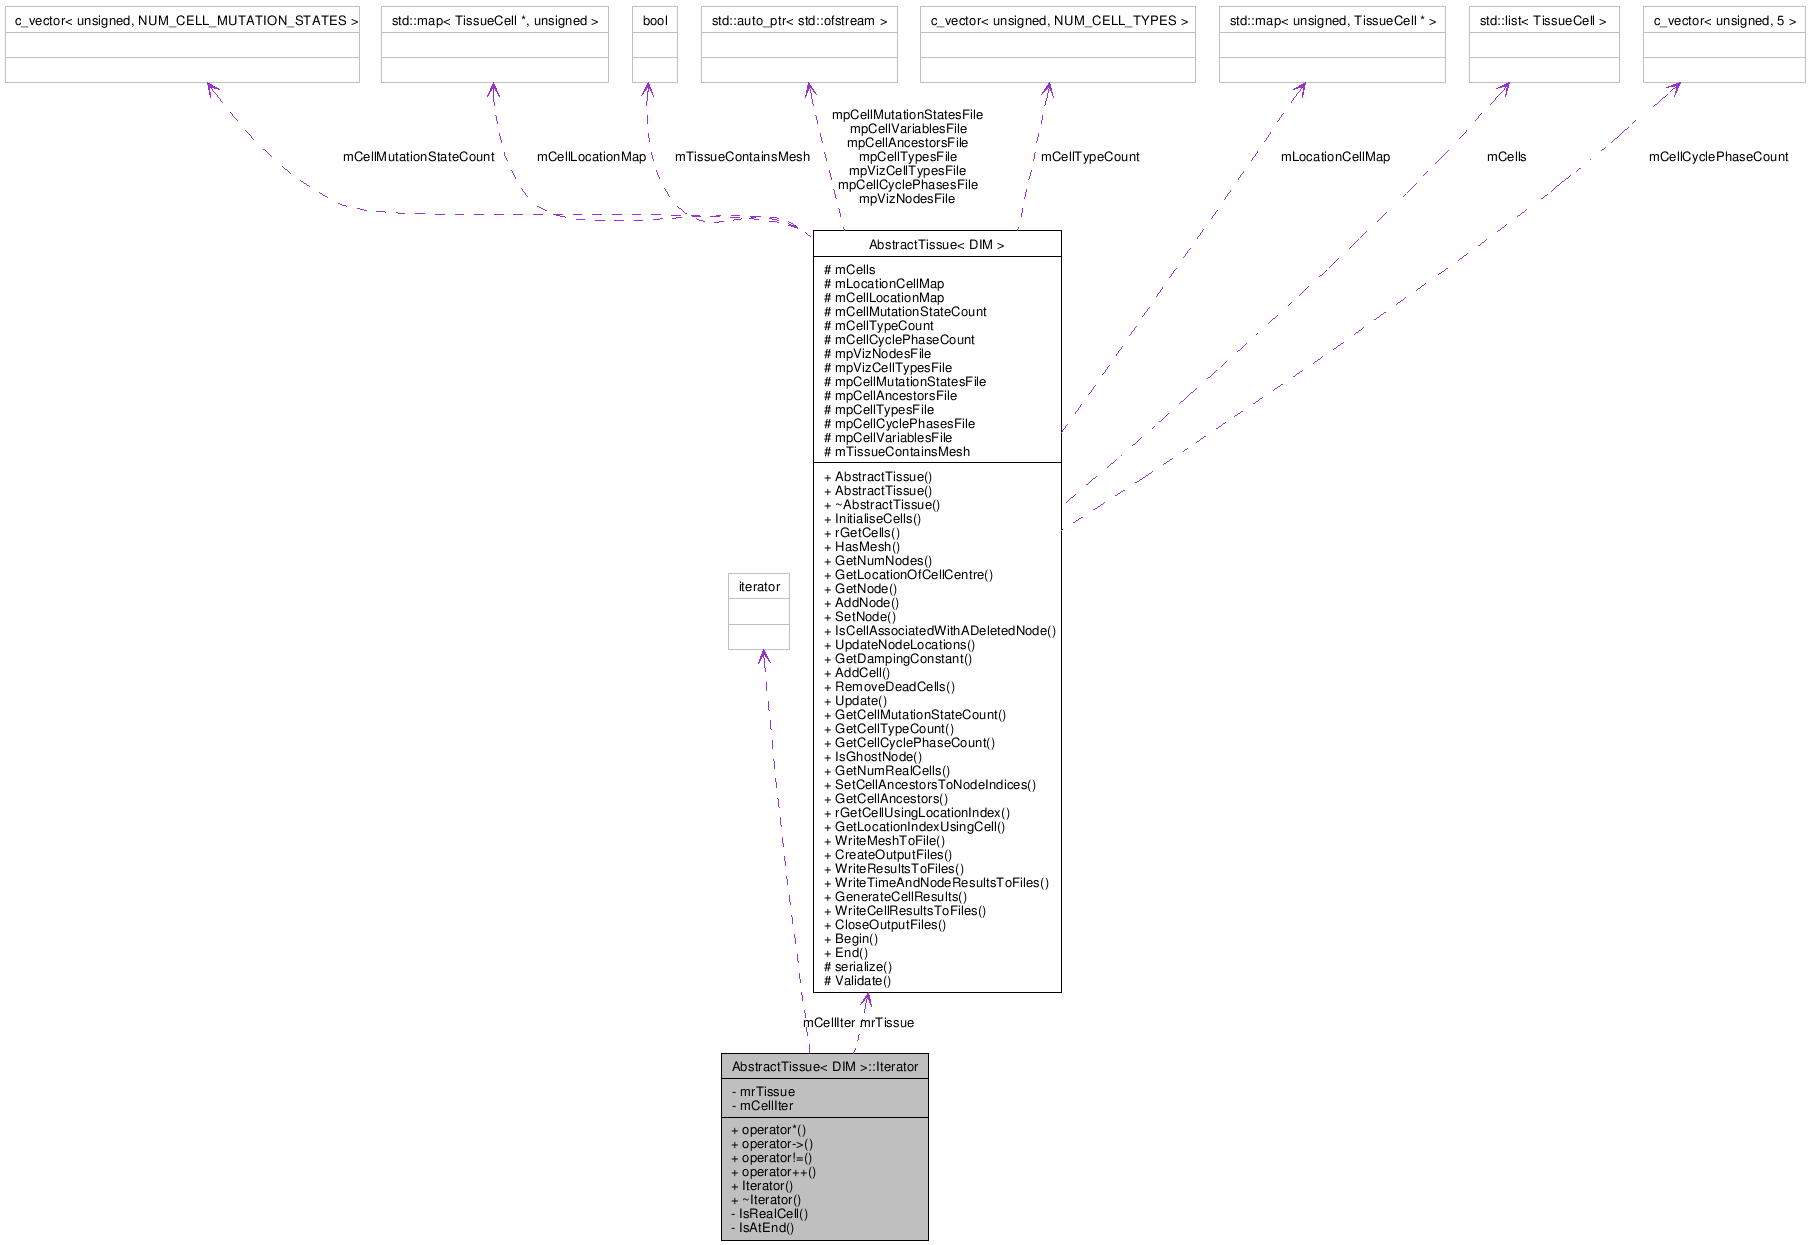 c_vector< unsigned, NUM_CELL_MUTATION_STATES >
std::map< TissueCell *, unsigned >
bool
std::auto_ptr< std::ofstream >
c_vector< unsigned, NUM_CELL_TYPES >
std::map< unsigned, TissueCell * >
std::list< TissueCell >
c_vector< unsigned, 5 >
mCellMutationStateCount
mCellLocationMap
mTissueContainsMesh
mpCellMutationStatesFile
mpCellVariablesFile
mpCellAncestorsFile
mpCellTypesFile
mpVizCellTypesFile
mpCellCyclePhasesFile
mpVizNodesFile
mCellTypeCount
mLocationCellMap
mCells
mCellCyclePhaseCount
AbstractTissue< DIM >
# mCells
# mLocationCellMap
# mCellLocationMap
# mCellMutationStateCount
# mCellTypeCount
# mCellCyclePhaseCount
# mpVizNodesFile
# mpVizCellTypesFile
# mpCellMutationStatesFile
# mpCellAncestorsFile
# mpCellTypesFile
# mpCellCyclePhasesFile
# mpCellVariablesFile
# mTissueContainsMesh
+ AbstractTissue()
+ AbstractTissue()
+ ~AbstractTissue()
+ InitialiseCells()
+ rGetCells()
+ HasMesh()
+ GetNumNodes()
+ GetLocationOfCellCentre()
+ GetNode()
+ AddNode()
+ SetNode()
+ IsCellAssociatedWithADeletedNode()
+ UpdateNodeLocations()
+ GetDampingConstant()
+ AddCell()
+ RemoveDeadCells()
+ Update()
+ GetCellMutationStateCount()
+ GetCellTypeCount()
+ GetCellCyclePhaseCount()
+ IsGhostNode()
+ GetNumRealCells()
+ SetCellAncestorsToNodeIndices()
+ GetCellAncestors()
+ rGetCellUsingLocationIndex()
+ GetLocationIndexUsingCell()
+ WriteMeshToFile()
+ CreateOutputFiles()
+ WriteResultsToFiles()
+ WriteTimeAndNodeResultsToFiles()
+ GenerateCellResults()
+ WriteCellResultsToFiles()
+ CloseOutputFiles()
+ Begin()
+ End()
# serialize()
# Validate()
iterator
mCellIter
mrTissue
AbstractTissue< DIM >::Iterator
- mrTissue
- mCellIter
+ operator*()
+ operator->()
+ operator!=()
+ operator++()
+ Iterator()
+ ~Iterator()
- IsRealCell()
- IsAtEnd()